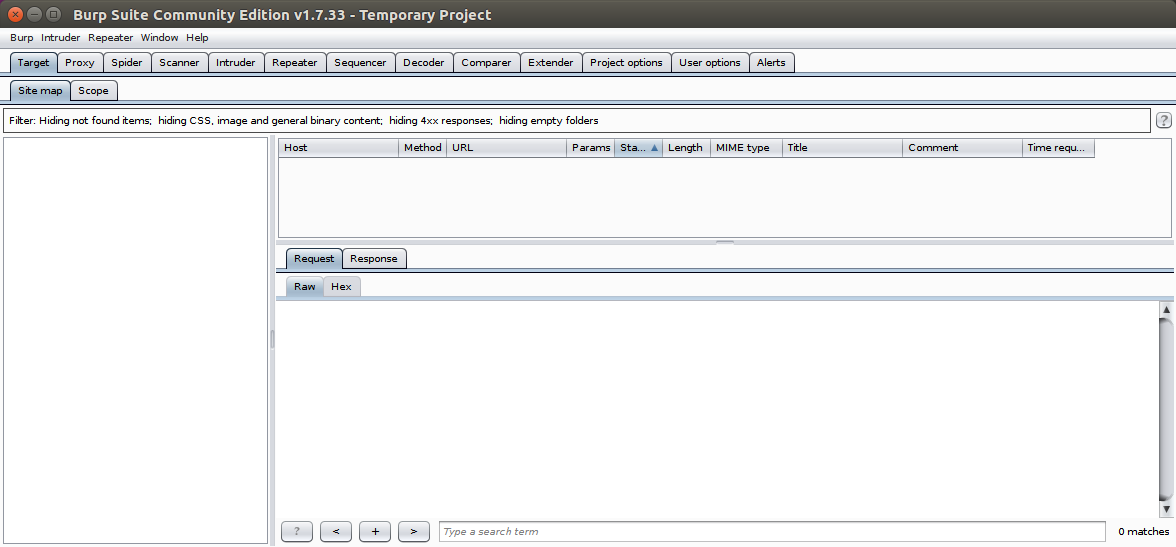 Burp Suite Community Edition v1.7.33 - Temporary Project
Burp Intruder Repeater Window Help
Target Proxy Spider Scanner Intruder Repeater Sequencer Decoder Comparer Extender Project options User options Alerts
Site map Scope
Filter: Hiding not found items; hiding CSS, image and general binary content; hiding 4xx responses; hiding empty folders
?
Host Method URL Params Sta... Length MIME type Title Comment Time requ...
Request Response
Raw Hex
? < + > Type a search term 0 matches